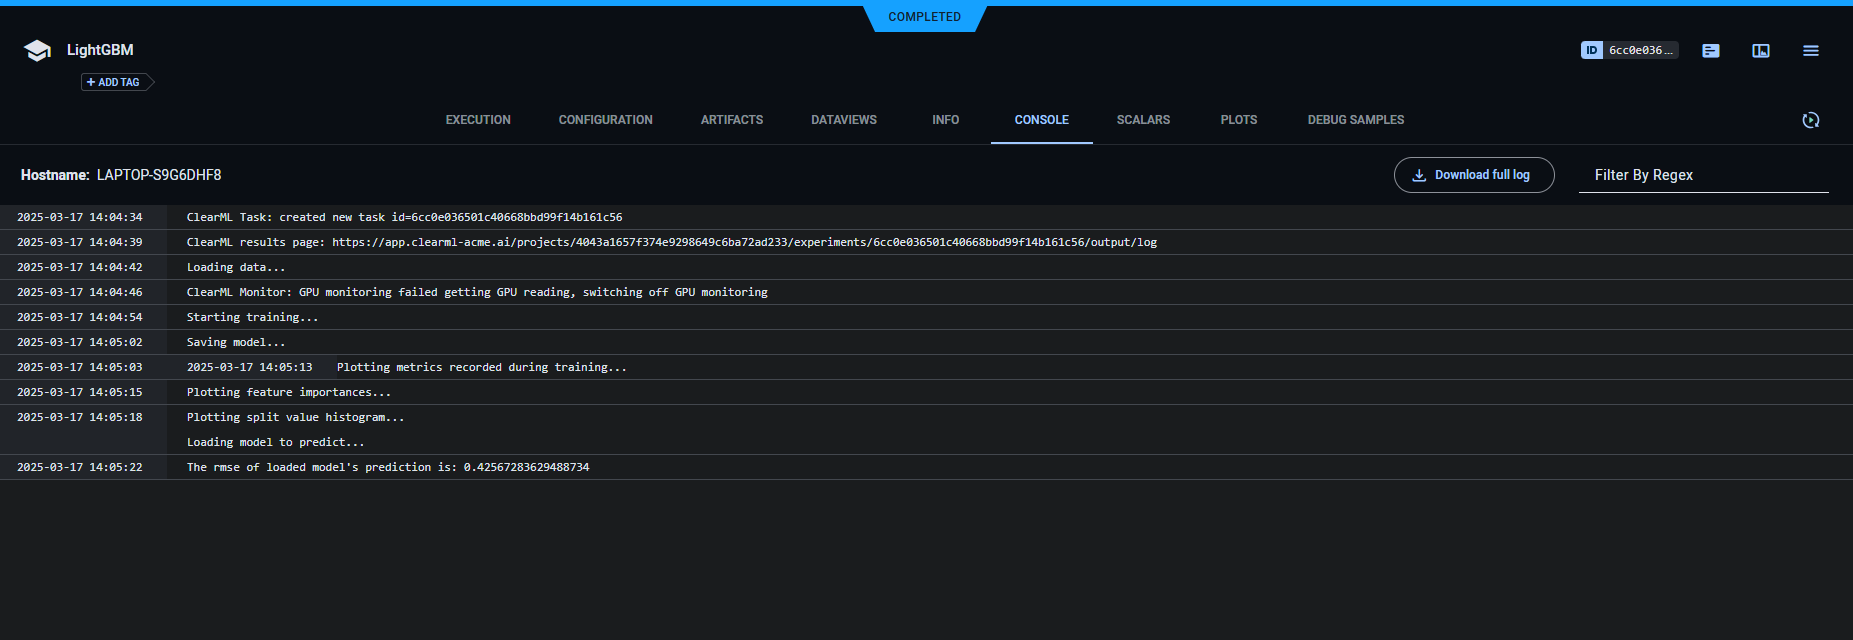 COMPLETED
LightGBM
ID 6cc0e036...
+ ADD TAG
EXECUTION CONFIGURATION ARTIFACTS DATAVIEWS INFO CONSOLE SCALARS PLOTS DEBUG SAMPLES
Hostname: LAPTOP-S9G6DHF8 Download full log Filter By Regex
2025-03-17 14:04:34 ClearML Task: created new task id=6cc0e036501c40668bbd99f14b161c56
2025-03-17 14:04:39 ClearML results page: https://app.clearml-acme.ai/projects/4043a1657f374e9298649c6ba72ad233/experiments/6cc0e036501c40668bbd99f14b161c56/output/log
2025-03-17 14:04:42 Loading data...
2025-03-17 14:04:46 ClearML Monitor: GPU monitoring failed getting GPU reading, switching off GPU monitoring
2025-03-17 14:04:54 Starting training...
2025-03-17 14:05:02 Saving model...
2025-03-17 14:05:03 2025-03-17 14:05:13 Plotting metrics recorded during training...
2025-03-17 14:05:15 Plotting feature importances...
2025-03-17 14:05:18 Plotting split value histogram...
Loading model to predict...
2025-03-17 14:05:22 The rmse of loaded model's prediction is: 0.42567283629488734